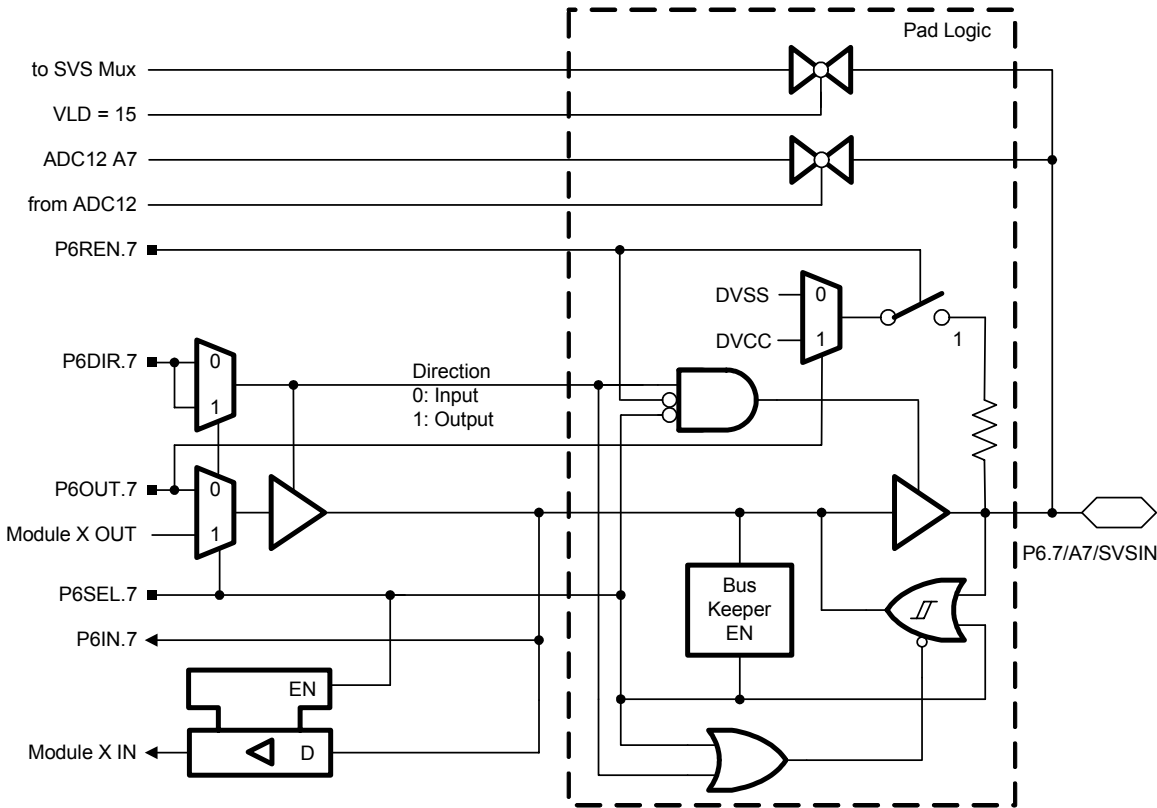 Pad Logic
to SVS Mux
VLD = 15
ADC12 A7
from ADC12
P6REN.7
DVSS
0
DVCC
1
1
P6DIR.7
0
1
Direction
0: Input
1: Output
P6OUT.7
0
Module X OUT
1
P6.7/A7/SVSIN
P6SEL.7
Bus
Keeper
EN
P6IN.7
EN
Module X IN
D